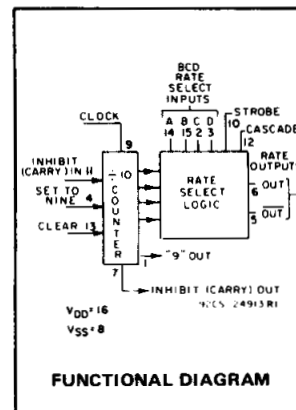 BCD
RATE
SELECT
INPUTS
A B C D
14 15 2 3
STROBE
10
CASCADE
12
CLOCK
9
INHIBIT
(CARRY) IN 11
SET TO
NINE 4
CLEAR 13
÷ 10
COUNTER
RATE
SELECT
LOGIC
RATE
OUTPUTS
6 OUT
5 OUT
1 "9" OUT
7
INHIBIT (CARRY) OUT
92CS-24913R1
VDD=16
VSS=8
FUNCTIONAL DIAGRAM